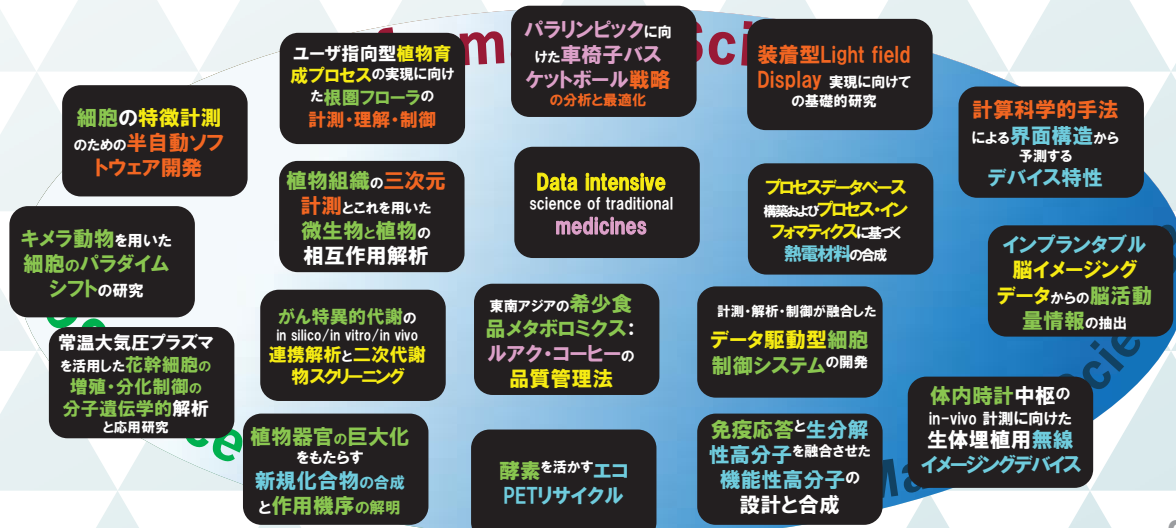 ユーザ指向型植物育
成プロセスの実現に向け
た根圏フローラの
計測・理解・制御
パラリンピックに向
けた車椅子バス
ケットボール戦略
の分析と最適化
装着型Light field
Display 実現に向けて
の基礎的研究
細胞の特徴計測
のための半自動ソフ
トウェア開発
計算科学的手法
による界面構造から
予測する
デバイス特性
植物組織の三次元
計測とこれを用いた
微生物と植物の
相互作用解析
Data intensive
science of traditional
medicines
プロセスデータベース
構築およびプロセス・イン
フォマティクスに基づく
熱電材料の合成
キメラ動物を用いた
細胞のパラダイム
シフトの研究
インプランタブル
脳イメージング
データからの脳活動
量情報の抽出
常温大気圧プラズマ
を活用した花幹細胞の
増殖・分化制御の
分子遺伝学的解析
と応用研究
がん特異的代謝の
in silico/in vitro/in vivo
連携解析と二次代謝
物スクリーニング
東南アジアの希少食
品メタボロミクス:
ルアク・コーヒーの
品質管理法
計測・解析・制御が融合した
データ駆動型細胞
制御システムの開発
体内時計中枢の
in-vivo 計測に向けた
生体埋植用無線
イメージングデバイス
植物器官の巨大化
をもたらす
新規化合物の合成
と作用機序の解明
酵素を活かすエコ
PETリサイクル
免疫応答と生分解
性高分子を融合させた
機能性高分子の
設計と合成